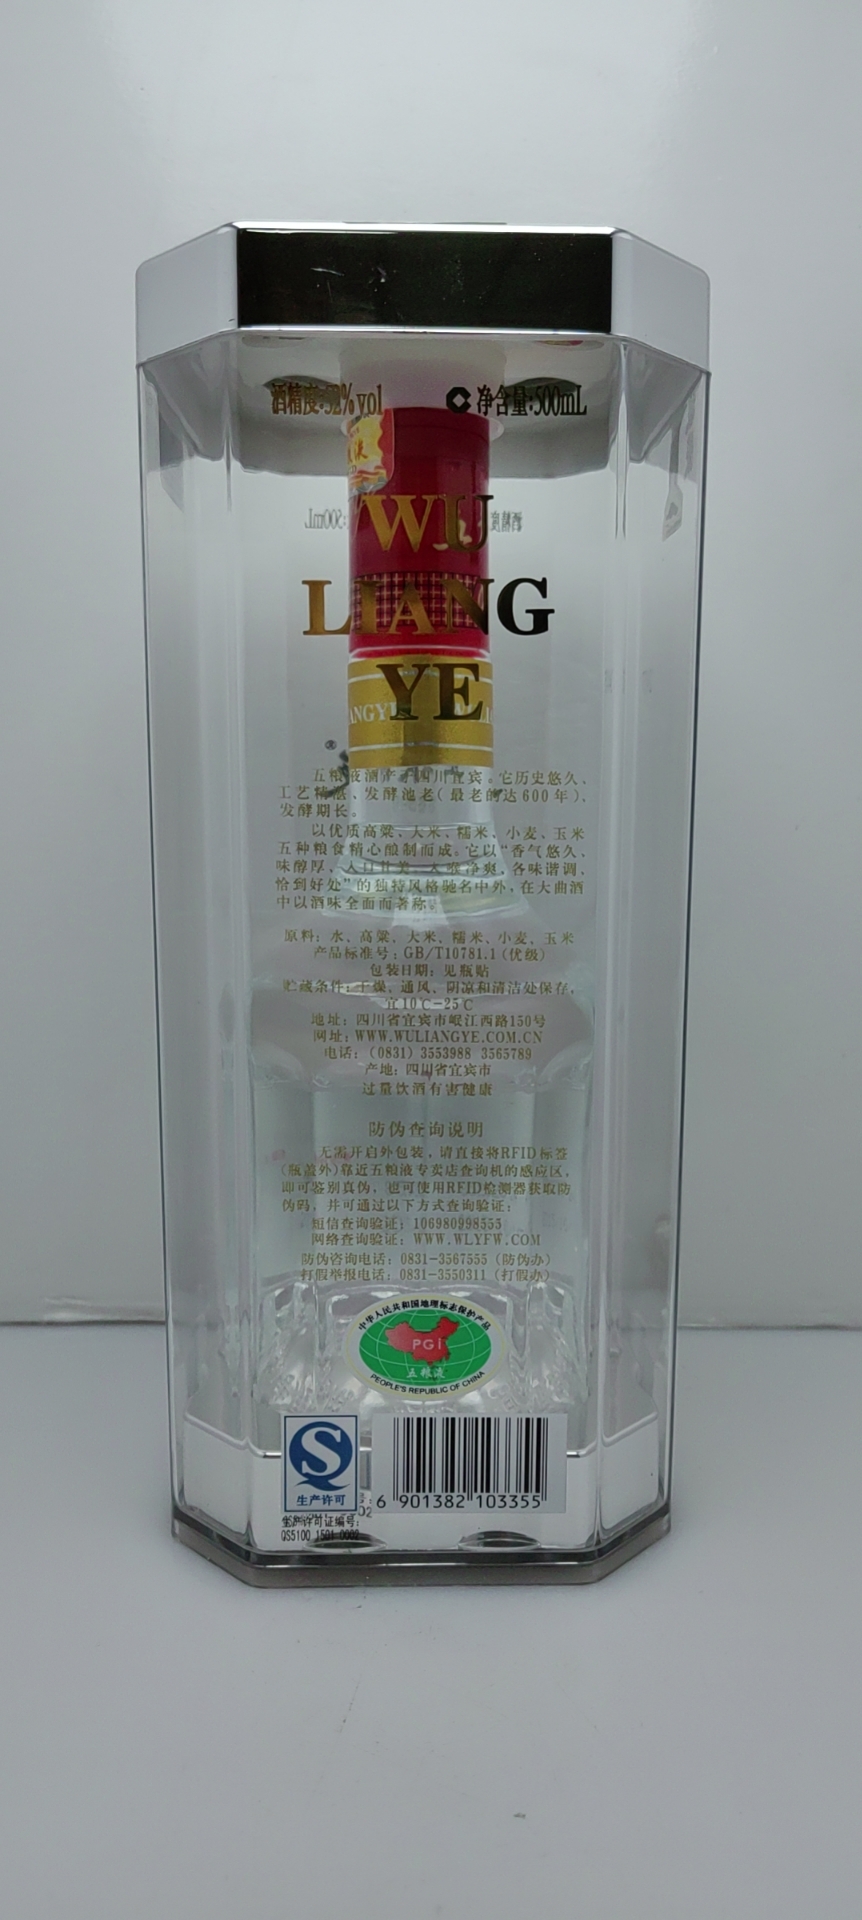 酒精度:52%vol
净含量:500mL
WU
LIANG
YE
五粮液酒产于四川宜宾。它历史悠久、
工艺精湛、发酵池老(最老的达600年)、
发酵期长。
以优质高粱、大米、糯米、小麦、玉米
五种粮食精心酿制而成。它以“香气悠久、
味醇厚、入口甘美、入喉净爽、各味谐调、
恰到好处”的独特风格驰名中外,在大曲酒
中以酒味全面而著称。
原料:水、高粱、大米、糯米、小麦、玉米
产品标准号:GB/T10781.1(优级)
包装日期:见瓶贴
贮藏条件:干燥、通风、阴凉和清洁处保存,
宜10℃-25℃
地址:四川省宜宾市岷江西路150号
网址:WWW.WULIANGYE.COM.CN
电话:(0831) 3553988 3565789
产地:四川省宜宾市
过量饮酒有害健康
防伪查询说明
无需开启外包装,请直接将RFID标签
(瓶盖外)靠近五粮液专卖店查询机的感应区,
即可鉴别真伪,也可使用RFID检测器获取防
伪码,并可通过以下方式查询验证:
短信查询验证:106980998555
网络查询验证:WWW.WLYFW.COM
防伪咨询电话:0831-3567555(防伪办)
打假举报电话:0831-3550311(打假办)
中华人民共和国地理标志保护产品
PGI
五粮液
PEOPLE'S REPUBLIC OF CHINA
生产许可
6 901382 103355
生产许可证编号:
QS5100 1501 0002